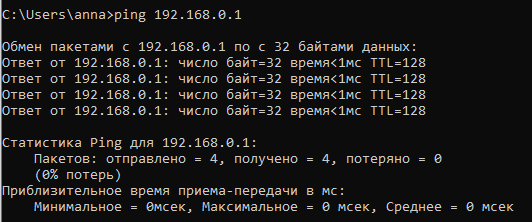 C:\Users\anna>ping 192.168.0.1
Обмен пакетами с 192.168.0.1 по с 32 байтами данных:
Ответ от 192.168.0.1: число байт=32 время<1мс TTL=128
Ответ от 192.168.0.1: число байт=32 время<1мс TTL=128
Ответ от 192.168.0.1: число байт=32 время<1мс TTL=128
Ответ от 192.168.0.1: число байт=32 время<1мс TTL=128
Статистика Ping для 192.168.0.1:
Пакетов: отправлено = 4, получено = 4, потеряно = 0
(0% потерь)
Приблизительное время приема-передачи в мс:
Минимальное = 0мсек, Максимальное = 0 мсек, Среднее = 0 мсек